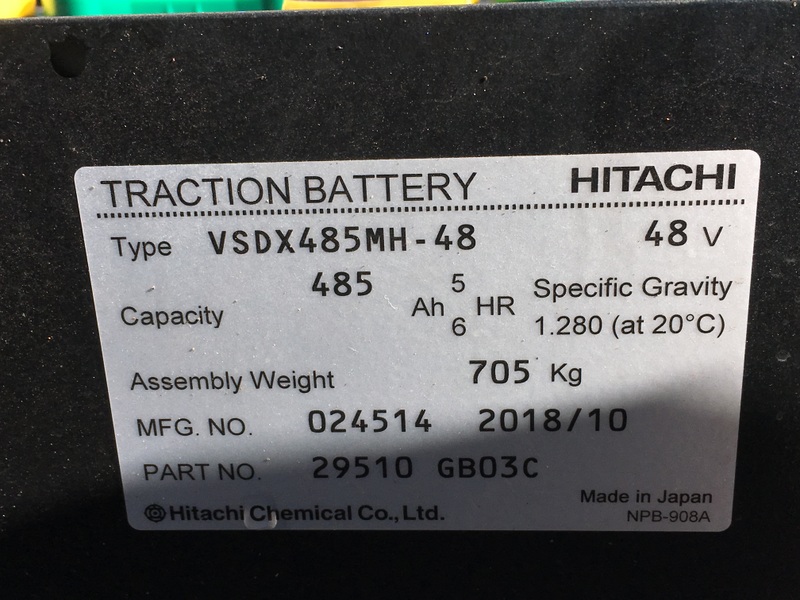 TRACTION BATTERY HITACHI
Type VSDX485MH-48 48 V
Capacity 485 Ah 5 HR Specific Gravity
6 1.280 (at 20°C)
Assembly Weight 705 Kg
MFG. NO. 024514 2018/10
PART NO. 29510 GB03C
Hitachi Chemical Co., Ltd. Made in Japan
NPB-908A